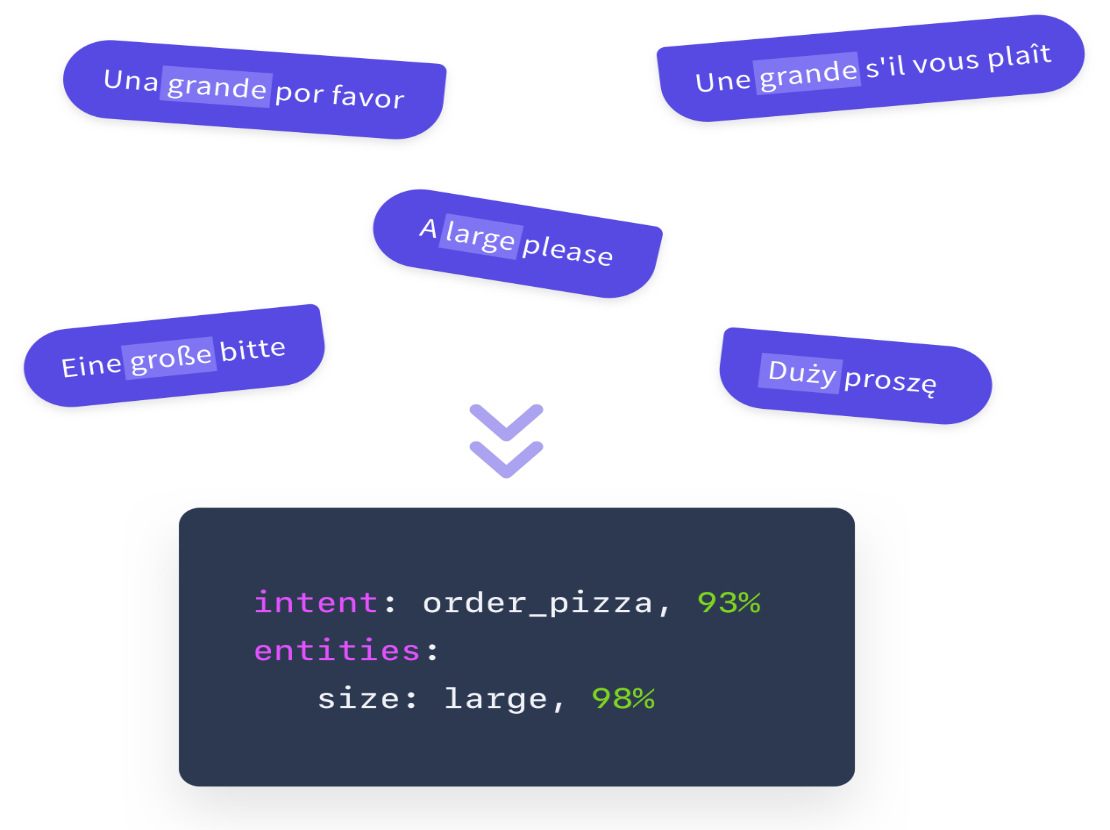 Una grande por favor
Une grande s'il vous plaît
A large please
Eine große bitte
Duży proszę
intent: order_pizza, 93%
entities:
size: large, 98%